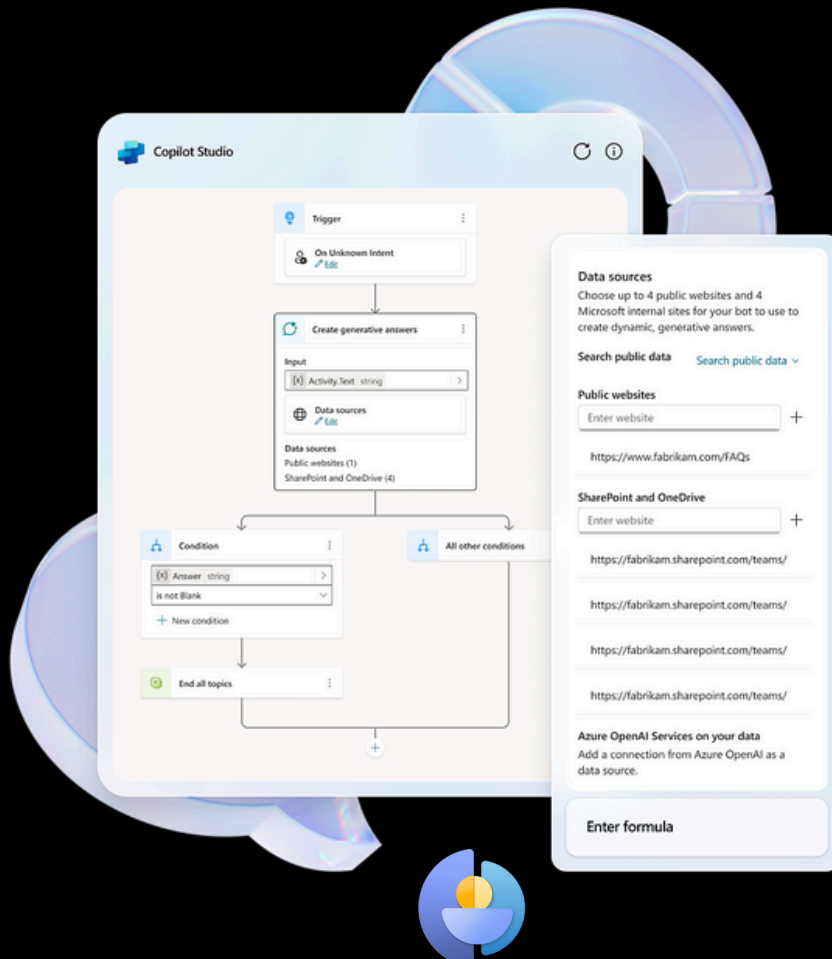 Copilot Studio
Trigger
On Unknown Intent
Edit
Create generative answers
Input
{x} Activity.Text string
Data sources
Edit
Data sources
Public websites (1)
SharePoint and OneDrive (4)
Condition
{x} Answer string
is not Blank
+ New condition
All other conditions
End all topics
Data sources
Choose up to 4 public websites and 4
Microsoft internal sites for your bot to use to
create dynamic, generative answers.
Search public data Search public data
Public websites
Enter website
https://www.fabrikam.com/FAQs
SharePoint and OneDrive
Enter website
https://fabrikam.sharepoint.com/teams/
https://fabrikam.sharepoint.com/teams/
https://fabrikam.sharepoint.com/teams/
https://fabrikam.sharepoint.com/teams/
Azure OpenAI Services on your data
Add a connection from Azure OpenAI as a
data source.
Enter formula